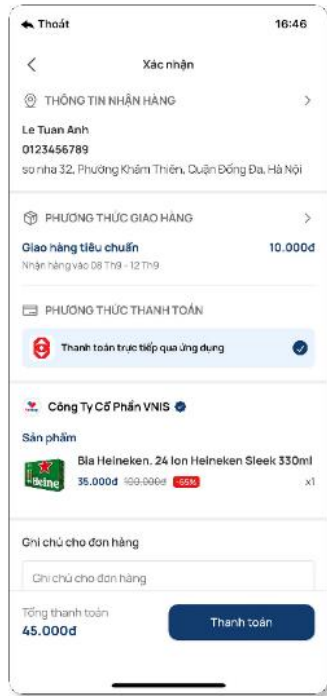 Thoát 16:46
Xác nhận
THÔNG TIN NHẬN HÀNG
Le Tuan Anh
0123456789
so nha 32, Phường Khâm Thiên, Quận Đống Đa, Hà Nội
PHƯƠNG THỨC GIAO HÀNG
Giao hàng tiêu chuẩn 10.000đ
Nhận hàng vào 08 Th9 - 12 Th9
PHƯƠNG THỨC THANH TOÁN
Thanh toán trực tiếp qua ứng dụng
Công Ty Cổ Phần VNIS
Sản phẩm
Bia Heineken. 24 lon Heineken Sleek 330ml
35.000đ 100.000đ -65% x1
Ghi chú cho đơn hàng
Ghi chú cho đơn hàng
Tổng thanh toán
45.000đ
Thanh toán